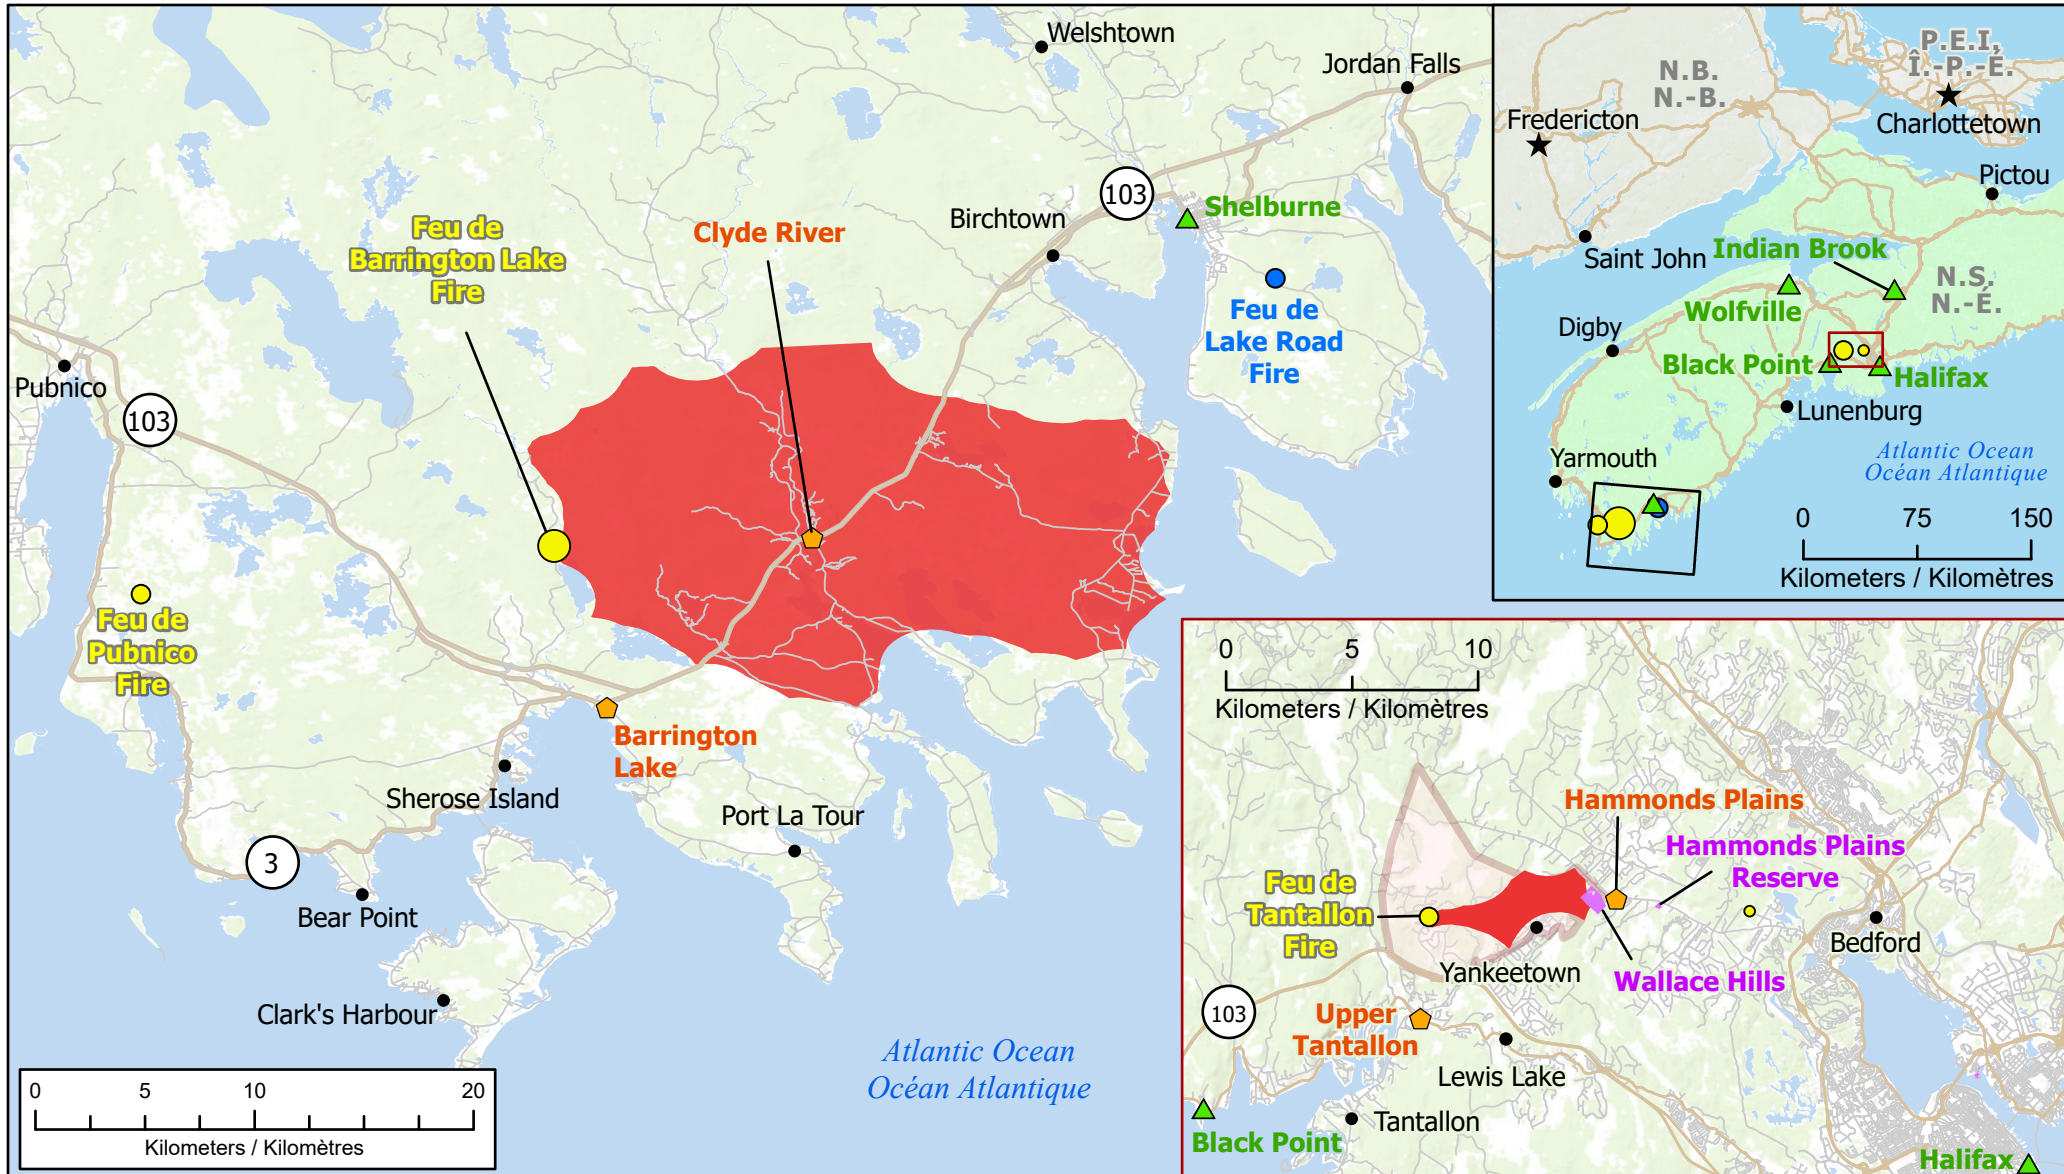 Welshtown
Jordan Falls
103
Shelburne
Birchtown
Feu de
Barrington Lake
Fire
Clyde River
Feu de
Lake Road
Fire
Pubnico
103
Feu de
Pubnico
Fire
Barrington
Lake
Sherose Island
Port La Tour
3
Bear Point
Clark's Harbour
Atlantic Ocean
Océan Atlantique
0 5 10 20
Kilometers / Kilomètres
P.E.I.
Î.-P.-É.
N.B.
N.-B.
Fredericton
Charlottetown
Pictou
Saint John
Indian Brook
N.S.
N.-É.
Wolfville
Digby
Black Point
Halifax
Lunenburg
Atlantic Ocean
Océan Atlantique
Yarmouth
0 75 150
Kilometers / Kilomètres
0 5 10
Kilometers / Kilomètres
Hammonds Plains
Hammonds Plains
Reserve
Feu de
Tantallon
Fire
Bedford
Yankeetown
Wallace Hills
103
Upper
Tantallon
Lewis Lake
Tantallon
Black Point
Halifax